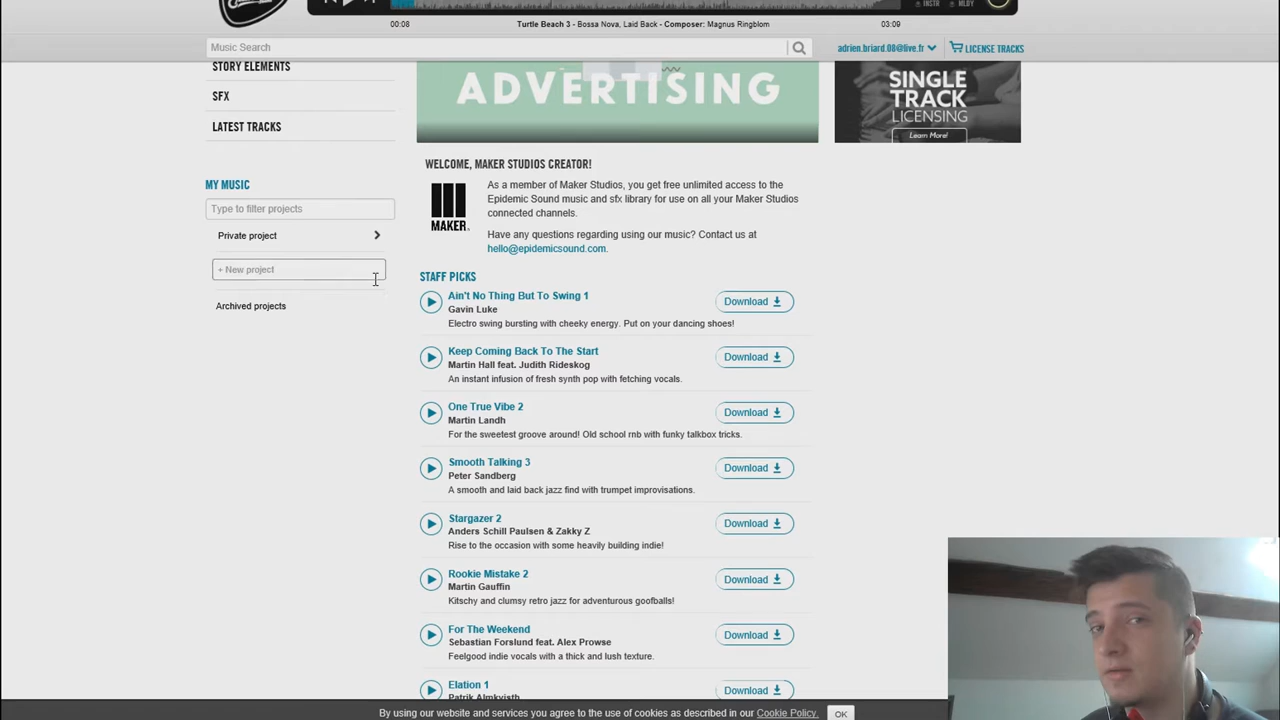 INSTR
MLDY
00:08
Turtle Beach 3 - Bossa Nova, Laid Back - Composer: Magnus Ringblom
03:09
Music Search
adrien.briard.08@live.fr
LICENSE TRACKS
STORY ELEMENTS
SFX
LATEST TRACKS
ADVERTISING
SINGLE
TRACK
LICENSING
Learn More!
MY MUSIC
Type to filter projects
Private project
+ New project
Archived projects
WELCOME, MAKER STUDIOS CREATOR!
MAKER
As a member of Maker Studios, you get free unlimited access to the
Epidemic Sound music and sfx library for use on all your Maker Studios
connected channels.
Have any questions regarding using our music? Contact us at
hello@epidemicsound.com.
STAFF PICKS
Ain't No Thing But To Swing 1
Gavin Luke
Electro swing bursting with cheeky energy. Put on your dancing shoes!
Download
Keep Coming Back To The Start
Martin Hall feat. Judith Rideskog
An instant infusion of fresh synth pop with fetching vocals.
Download
One True Vibe 2
Martin Landh
For the sweetest groove around! Old school rnb with funky talkbox tricks.
Download
Smooth Talking 3
Peter Sandberg
A smooth and laid back jazz find with trumpet improvisations.
Download
Stargazer 2
Anders Schill Paulsen & Zakky Z
Rise to the occasion with some heavily building indie!
Download
Rookie Mistake 2
Martin Gauffin
Kitschy and clumsy retro jazz for adventurous goofballs!
Download
For The Weekend
Sebastian Forslund feat. Alex Prowse
Feelgood indie vocals with a thick and lush texture.
Download
Elation 1
Patrik Almkvisth
Download
By using our website and services you agree to the use of cookies as described in our Cookie Policy.
OK